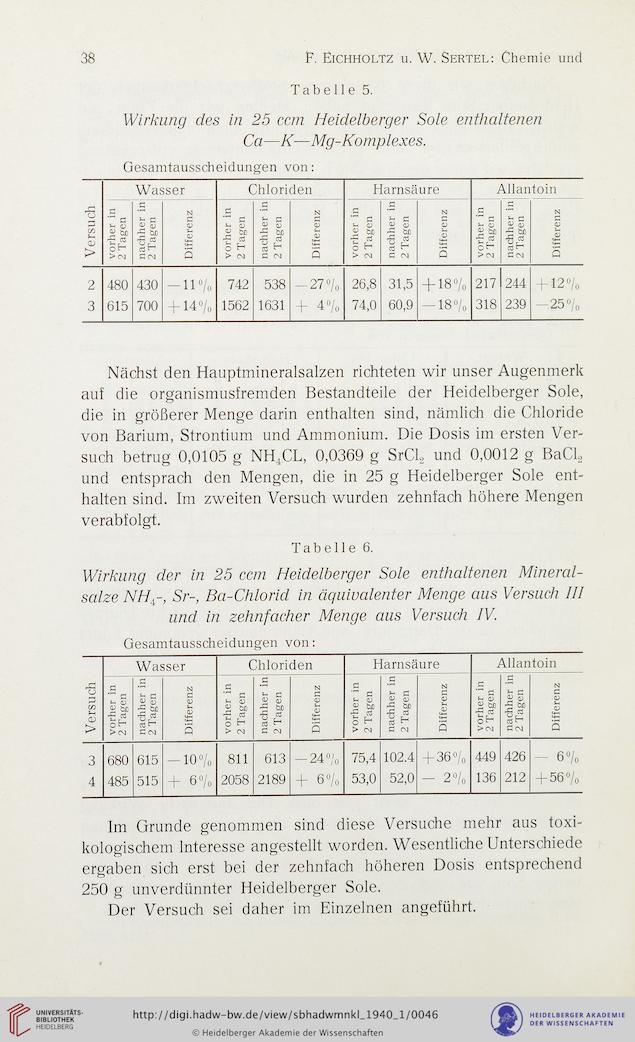 38 F. EICHHOLTZ u. W. SERTEL: Chemie und
Tabelle 5.
Wirkung des in 25 ccm Heidelberger Sole enthaltenen
Ca—K—Mg-Komplexes.
Gesamtausscheidungen von:
Versuch Wasser Chloriden Harnsäure Allantoin
vorher in 2 Tagen nachher in 2 Tagen Differenz vorher in 2 Tagen nachher in 2 Tagen Differenz vorher in 2 Tagen nachher in 2 Tagen Differenz vorher in 2 Tagen nachher in 2 Tagen Differenz
2 480 430 —11% 742 538 —27% 26,8 31,5 +18% 217 244 +12%
3 615 700 +14% 1562 1631 + 4% 74,0 60,9 —18% 318 239 —25%
Nächst den Hauptmineralsalzen richteten wir unser Augenmerk
auf die organismusfremden Bestandteile der Heidelberger Sole,
die in größerer Menge darin enthalten sind, nämlich die Chloride
von Barium, Strontium und Ammonium. Die Dosis im ersten Ver-
such betrug 0,0105 g NH₄CL, 0,0369 g SrCl₂ und 0,0012 g BaCl₂
und entsprach den Mengen, die in 25 g Heidelberger Sole ent-
halten sind. Im zweiten Versuch wurden zehnfach höhere Mengen
verabfolgt.
Tabelle 6.
Wirkung der in 25 ccm Heidelberger Sole enthaltenen Mineral-
salze NH₄-, Sr-, Ba-Chlorid in äquivalenter Menge aus Versuch III
und in zehnfacher Menge aus Versuch IV.
Gesamtausscheidungen von:
Versuch Wasser Chloriden Harnsäure Allantoin
vorher in 2 Tagen nachher in 2 Tagen Differenz vorher in 2 Tagen nachher in 2 Tagen Differenz vorher in 2 Tagen nachher in 2 Tagen Differenz vorher in 2 Tagen nachher in 2 Tagen Differenz
3 680 615 —10% 811 613 —24% 75,4 102.4 +36% 449 426 — 6%
4 485 515 + 6% 2058 2189 + 6% 53,0 52,0 — 2% 136 212 +56%
Im Grunde genommen sind diese Versuche mehr aus toxi-
kologischem Interesse angestellt worden. Wesentliche Unterschiede
ergaben sich erst bei der zehnfach höheren Dosis entsprechend
250 g unverdünnter Heidelberger Sole.
Der Versuch sei daher im Einzelnen angeführt.
UNIVERSITÄTS-
BIBLIOTHEK
HEIDELBERG
http://digi.hadw-bw.de/view/sbhadwmnkl_1940_1/0046
© Heidelberger Akademie der Wissenschaften
HEIDELBERGER AKADEMIE
DER WISSENSCHAFTEN